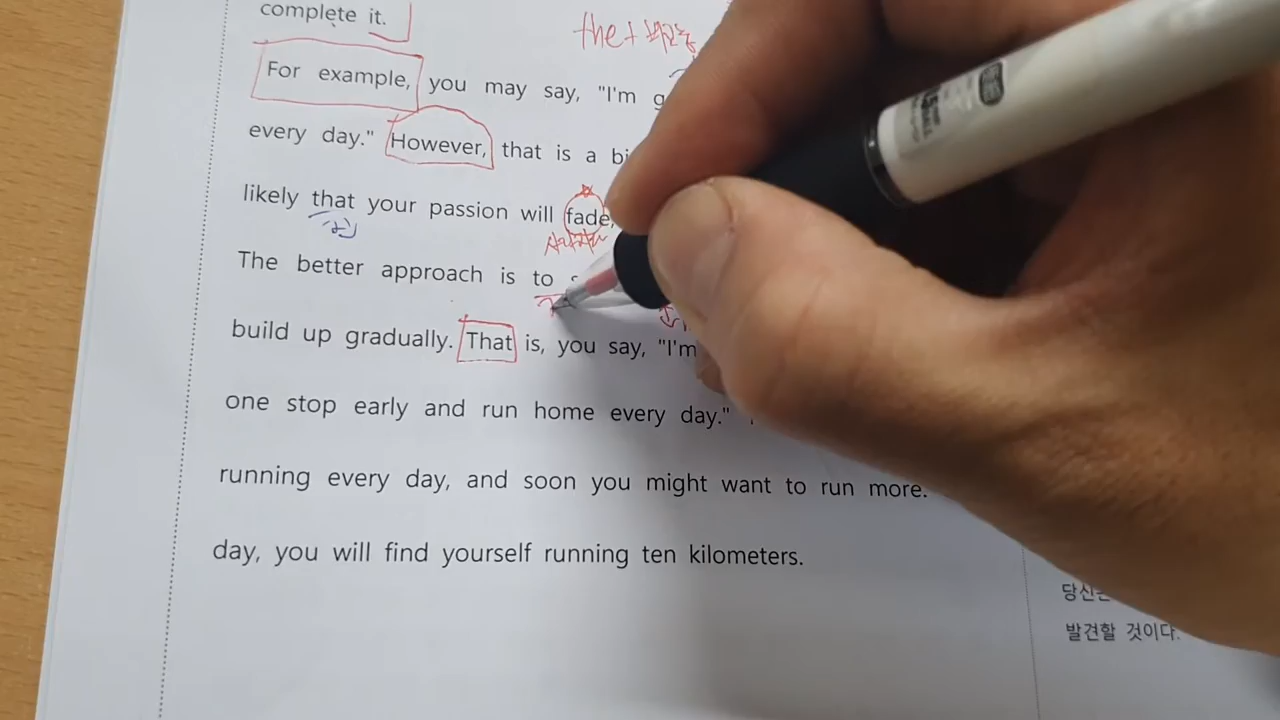 complete it.
the+
For example, you may say, "I'm
every day." However, that is a
likely that your passion will fade,
The better approach is to
build up gradually. That is, you say, "I'm
one stop early and run home every day."
running every day, and soon you might want to run more.
day, you will find yourself running ten kilometers.
발견할 것이다.